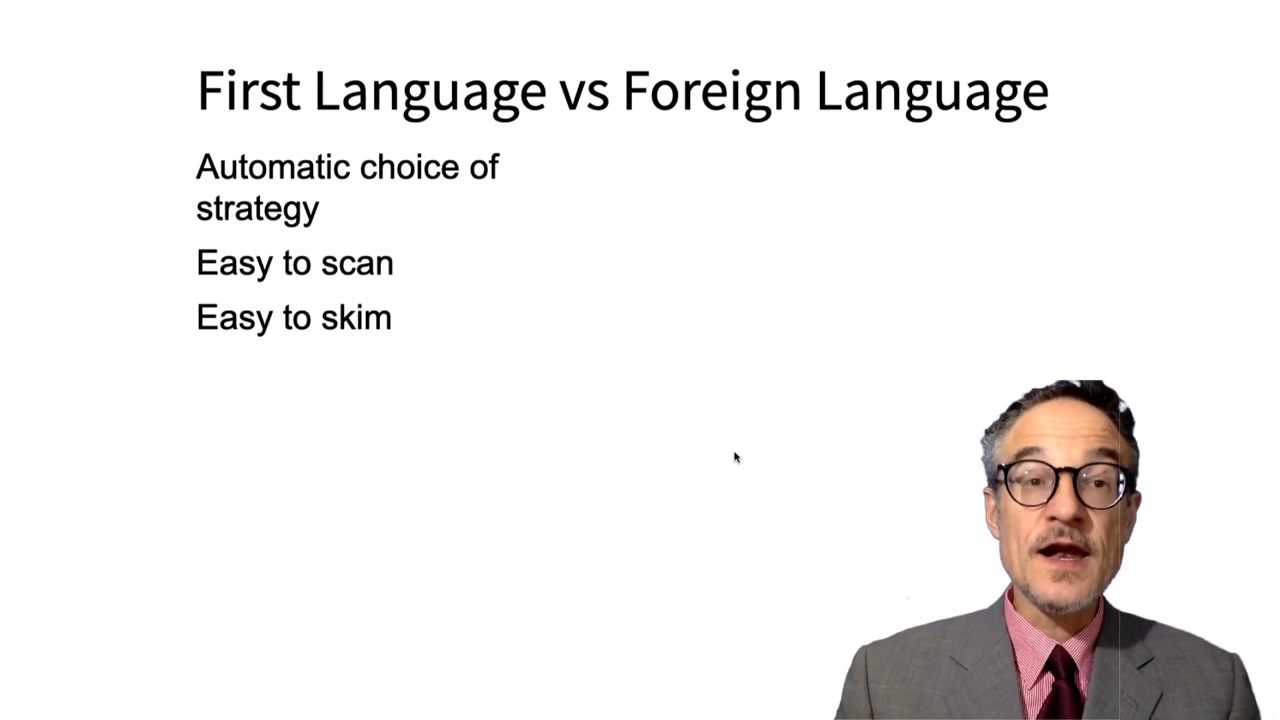 First Language vs Foreign Language
Automatic choice of
strategy
Easy to scan
Easy to skim